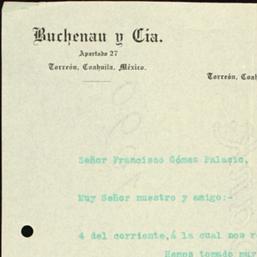 Buchenau y Cia.
Apartado 27
Torreón, Coahuila, México.
Torreón, Coah
Señor Francisco Gómez Palacio,
Muy Señor nuestro y amigo:-
4 del corriente,á la cual nos r
Hemos tomado